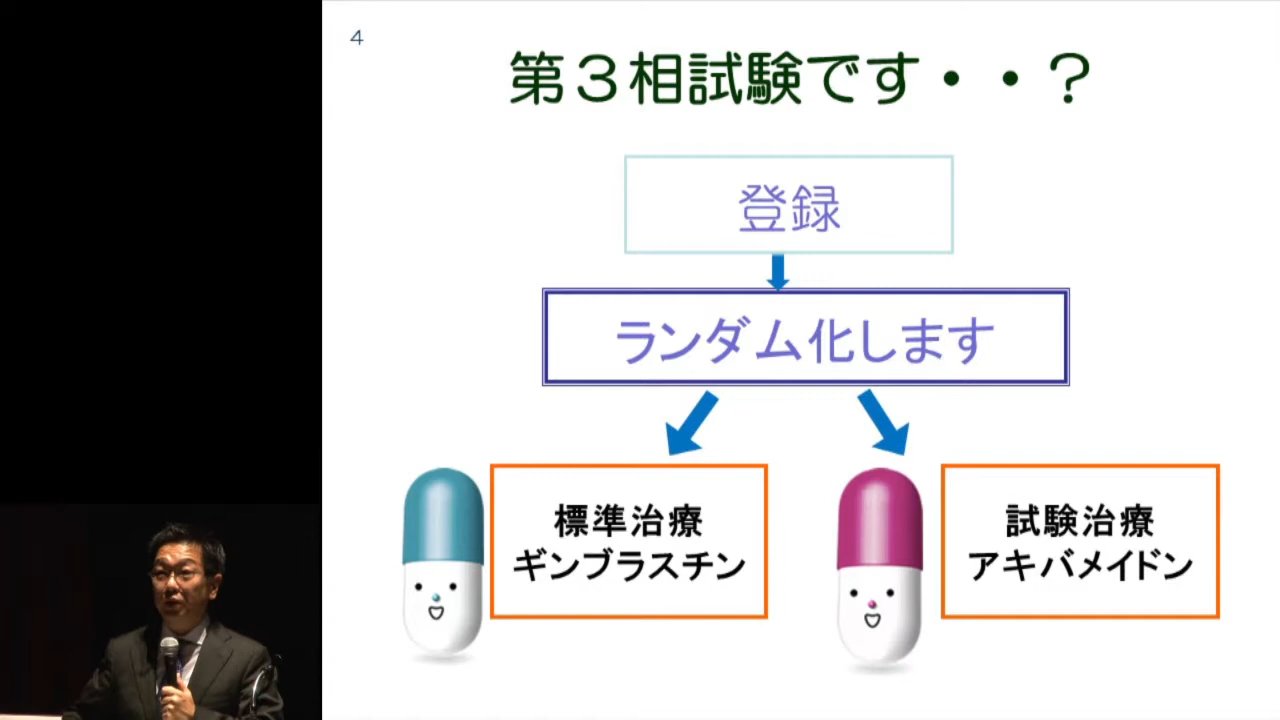 4
第３相試験です・・？
登録
ランダム化します
標準治療
ギンブラスチン
試験治療
アキバメイドン